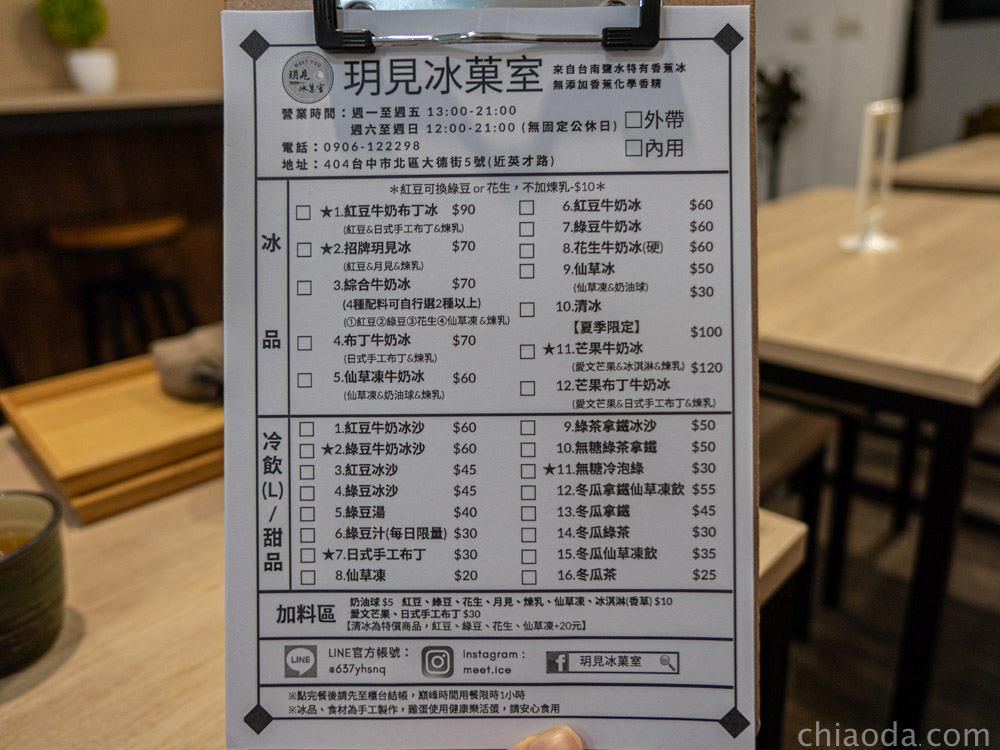 MEET YOU
玥見
冰菓室
玥見冰菓室
來自台南鹽水特有香蕉冰
無添加香蕉化學香精
營業時間：週一至週五 13:00-21:00
週六至週日 12:00-21:00 (無固定公休日)
電話：0906-122298
地址：404台中市北區大德街5號(近英才路)
□外帶
□內用
＊紅豆可換綠豆 or 花生，不加煉乳-$10＊
冰品
□ ★1.紅豆牛奶布丁冰 $90
(紅豆&日式手工布丁&煉乳)
□ ★2.招牌玥見冰 $70
(紅豆&月見&煉乳)
□ 3.綜合牛奶冰 $70
(4種配料可自行選2種以上)
(①紅豆②綠豆③花生④仙草凍&煉乳)
□ 4.布丁牛奶冰 $70
(日式手工布丁&煉乳)
□ 5.仙草凍牛奶冰 $60
(仙草凍&奶油球&煉乳)
□ 6.紅豆牛奶冰 $60
□ 7.綠豆牛奶冰 $60
□ 8.花生牛奶冰(硬) $60
□ 9.仙草冰 $50
(仙草凍&奶油球)
□ 10.清冰 $30
【夏季限定】
□ ★11.芒果牛奶冰 $100
(愛文芒果&冰淇淋&煉乳)
□ 12.芒果布丁牛奶冰 $120
(愛文芒果&日式手工布丁&煉乳)
冷飲(L)/甜品
□ 1.紅豆牛奶冰沙 $60
□ ★2.綠豆牛奶冰沙 $60
□ 3.紅豆冰沙 $45
□ 4.綠豆冰沙 $45
□ 5.綠豆湯 $40
□ 6.綠豆汁(每日限量) $30
□ ★7.日式手工布丁 $30
□ 8.仙草凍 $20
□ 9.綠茶拿鐵冰沙 $50
□ 10.無糖綠茶拿鐵 $50
□ ★11.無糖冷泡綠 $30
□ 12.冬瓜拿鐵仙草凍飲 $55
□ 13.冬瓜拿鐵 $45
□ 14.冬瓜綠茶 $30
□ 15.冬瓜仙草凍飲 $35
□ 16.冬瓜茶 $25
加料區
奶油球 $5 紅豆、綠豆、花生、月見、煉乳、仙草凍、冰淇淋(香草) $10
愛文芒果、日式手工布丁 $30
【清冰為特價商品，紅豆、綠豆、花生、仙草凍+20元】
LINE
LINE官方帳號：
@637yhsnq
Instagram：
meet.ice
f 玥見冰菓室
※點完餐後請先至櫃台結帳，巔峰時間用餐限時1小時
※冰品、食材為手工製作，雞蛋使用健康樂活蛋，請安心食用
chiaoda.com